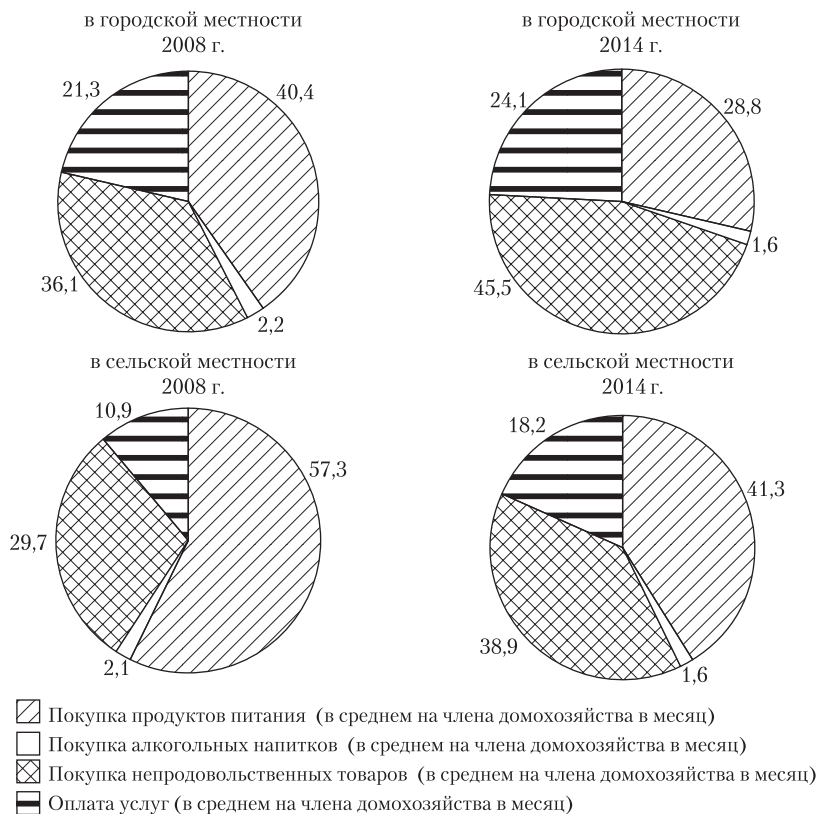 в городской местности
2008 г.
21,3
40,4
36,1
2,2
в городской местности
2014 г.
24,1
28,8
1,6
45,5
в сельской местности
2008 г.
10,9
57,3
29,7
2,1
в сельской местности
2014 г.
18,2
41,3
38,9
1,6
Покупка продуктов питания (в среднем на члена домохозяйства в месяц)
Покупка алкогольных напитков (в среднем на члена домохозяйства в месяц)
Покупка непродовольственных товаров (в среднем на члена домохозяйства в месяц)
Оплата услуг (в среднем на члена домохозяйства в месяц)